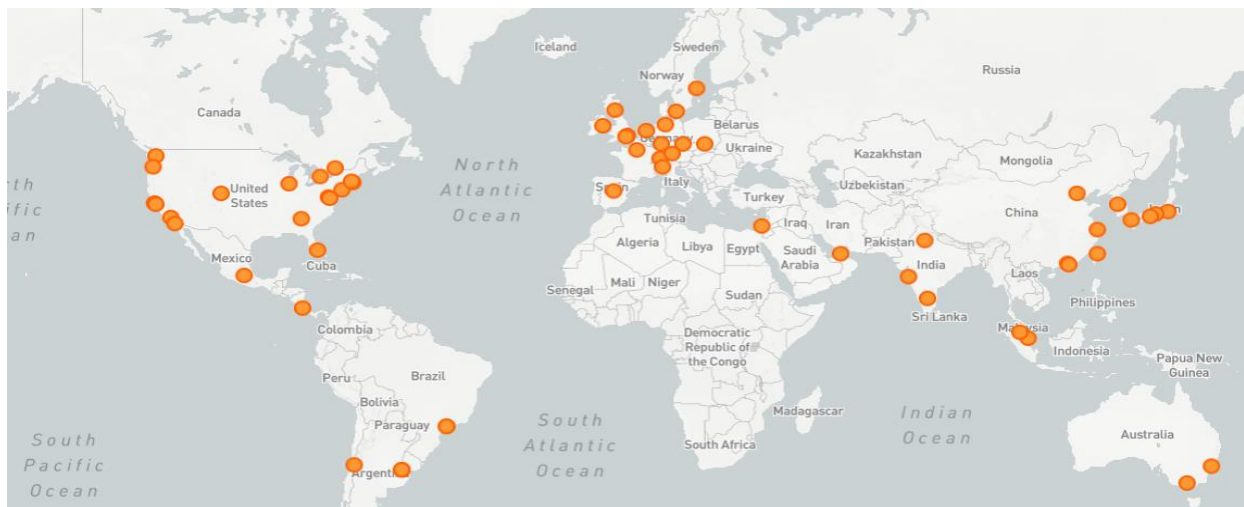 Iceland
Sweden
Norway
Russia
Canada
Belarus
Germany
Ukraine
Kazakhstan
Mongolia
North
Atlantic
Ocean
United
States
Spain
Italy
Turkey
Uzbekistan
China
Japan
Tunisia
Iraq
Iran
Algeria
Libya
Egypt
Saudi
Arabia
Pakistan
India
Mexico
Cuba
Laos
Senegal
Mali
Niger
Sudan
Philippines
Sri Lanka
Colombia
Malaysia
Democratic
Republic of
the Congo
Indonesia
Papua New
Guinea
Peru
Brazil
Bolivia
Paraguay
Madagascar
Indian
Ocean
South
Atlantic
Ocean
South Africa
Australia
South
Pacific
Ocean
Argentina